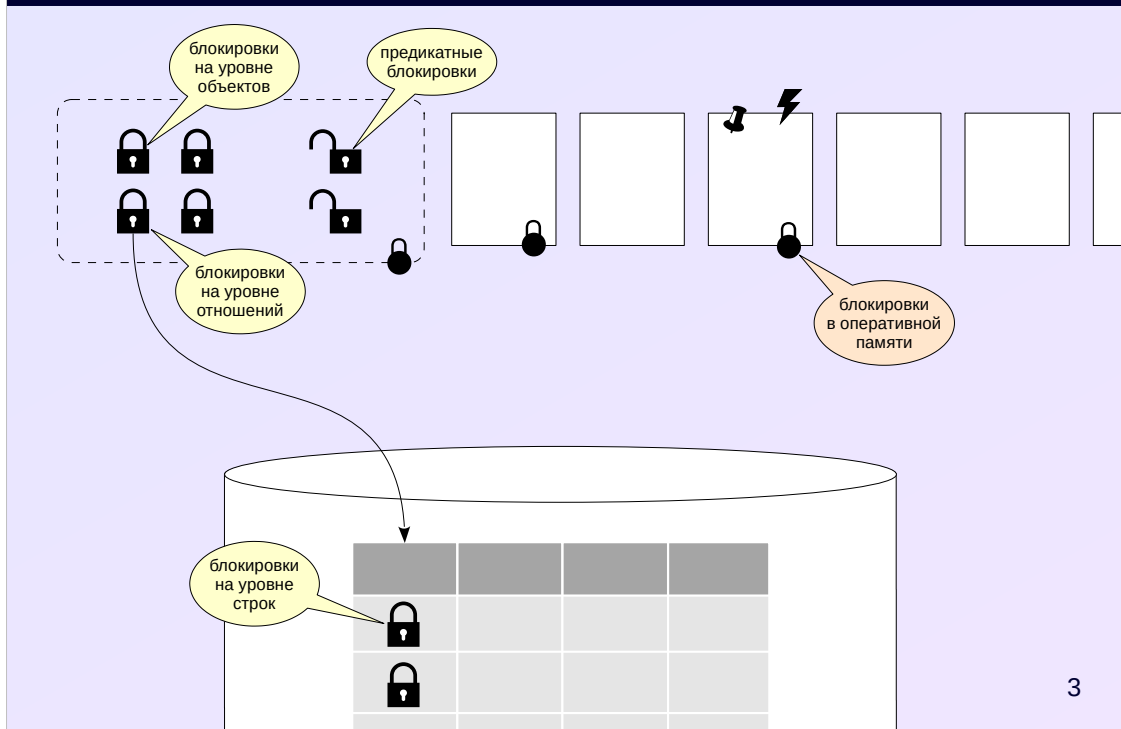 блокировки
на уровне
объектов
предикатные
блокировки
блокировки
на уровне
отношений
блокировки
в оперативной
памяти
блокировки
на уровне
строк
3